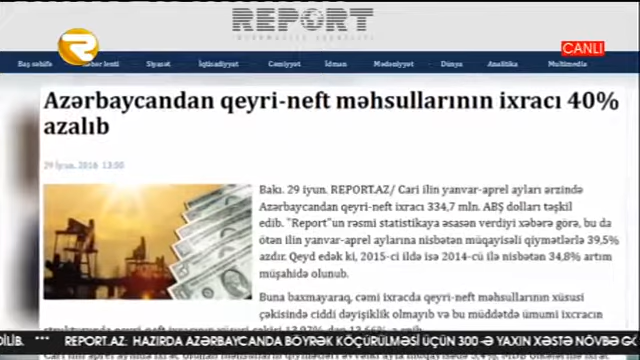 REPORT
R
CANLI
Baş səhifə Xəbər lenti Siyasət İqtisadiyyat Cəmiyyət İdman Mədəniyyət Dünya Analitika Multimedia
Azərbaycandan qeyri-neft məhsullarının ixracı 40%
azalıb
29 İyun, 2016 13:50
Bakı. 29 iyun. REPORT.AZ/ Cari ilin yanvar-aprel ayları ərzində
Azərbaycandan qeyri-neft ixracı 334,7 mln. ABŞ dolları təşkil
edib. "Report"un rəsmi statistikaya əsasən verdiyi xəbərə görə, bu da
ötən ilin yanvar-aprel aylarına nisbətən müqayisəli qiymətlərlə 39,5%
azdır. Qeyd edək ki, 2015-ci ildə isə 2014-cü ilə nisbətən 34,8% artım
müşahidə olunub.
Buna baxmayaraq, cəmi ixracda qeyri-neft məhsullarının xüsusi
çəkisində ciddi dəyişiklik olmayıb və bu müddətdə ümumi ixracın
DİLİB. *** REPORT.AZ: HAZIRDA AZƏRBAYCANDA BÖYRƏK KÖÇÜRÜLMƏSİ ÜÇÜN 300 -Ə YAXIN XƏSTƏ NÖVBƏ GÖ